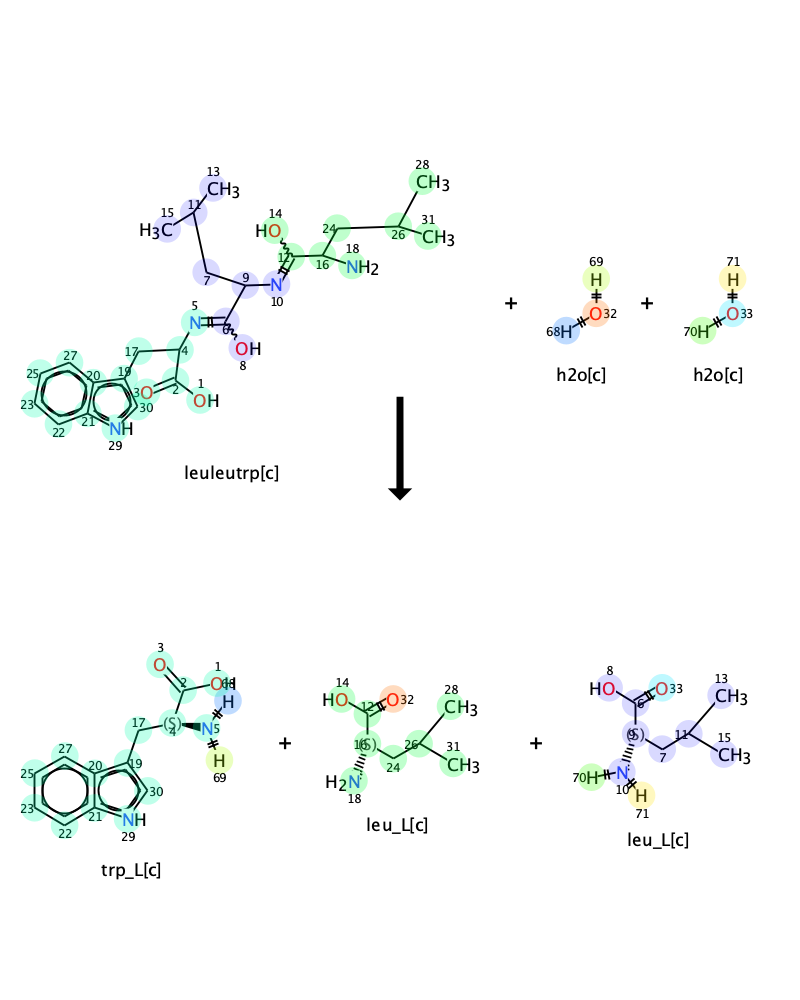 28
CH3
13
CH3
15
11
H3C
14
HO
24
26
31
CH3
12
16
18
NH2
7
9
N
10
5
N
OH
8
17
4
27
25
20
19
3
O
2
1
OH
30
23
21
22
NH
29
leuleutrp[c]
+
69
H
68
H
O
32
h2o[c]
+
71
H
70
H
O
33
h2o[c]
3
O
2
1
OH
H
17
(S)
4
N
5
H
69
27
25
20
19
30
23
21
22
NH
29
trp_L[c]
+
14
HO
12
O
32
28
CH3
16
(S)
26
31
CH3
24
H2N
18
leu_L[c]
+
8
HO
6
O
33
13
CH3
9
(S)
11
15
CH3
7
70
H
N
10
H
71
leu_L[c]